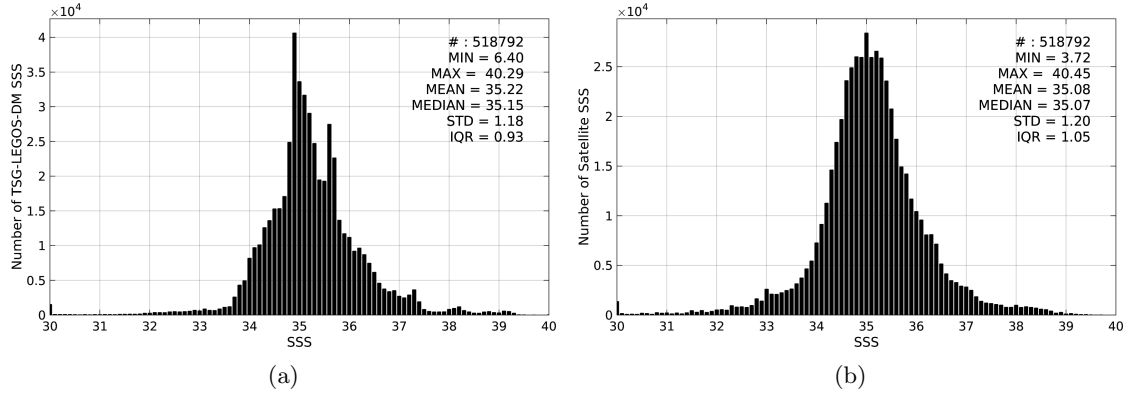 ×10⁴
Number of TSG-LEGOS-DM SSS
4
3.5
3
2.5
2
1.5
1
0.5
0
# : 518792
MIN = 6.40
MAX = 40.29
MEAN = 35.22
MEDIAN = 35.15
STD = 1.18
IQR = 0.93
30 31 32 33 34 35 36 37 38 39 40
SSS
(a)
×10⁴
Number of Satellite SSS
2.5
2
1.5
1
0.5
0
# : 518792
MIN = 3.72
MAX = 40.45
MEAN = 35.08
MEDIAN = 35.07
STD = 1.20
IQR = 1.05
30 31 32 33 34 35 36 37 38 39 40
SSS
(b)